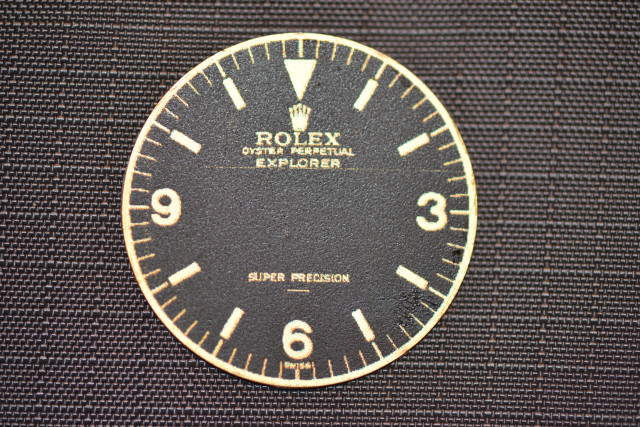 ROLEX
OYSTER PERPETUAL
EXPLORER
9
3
SUPER PRECISION
6
SWISS